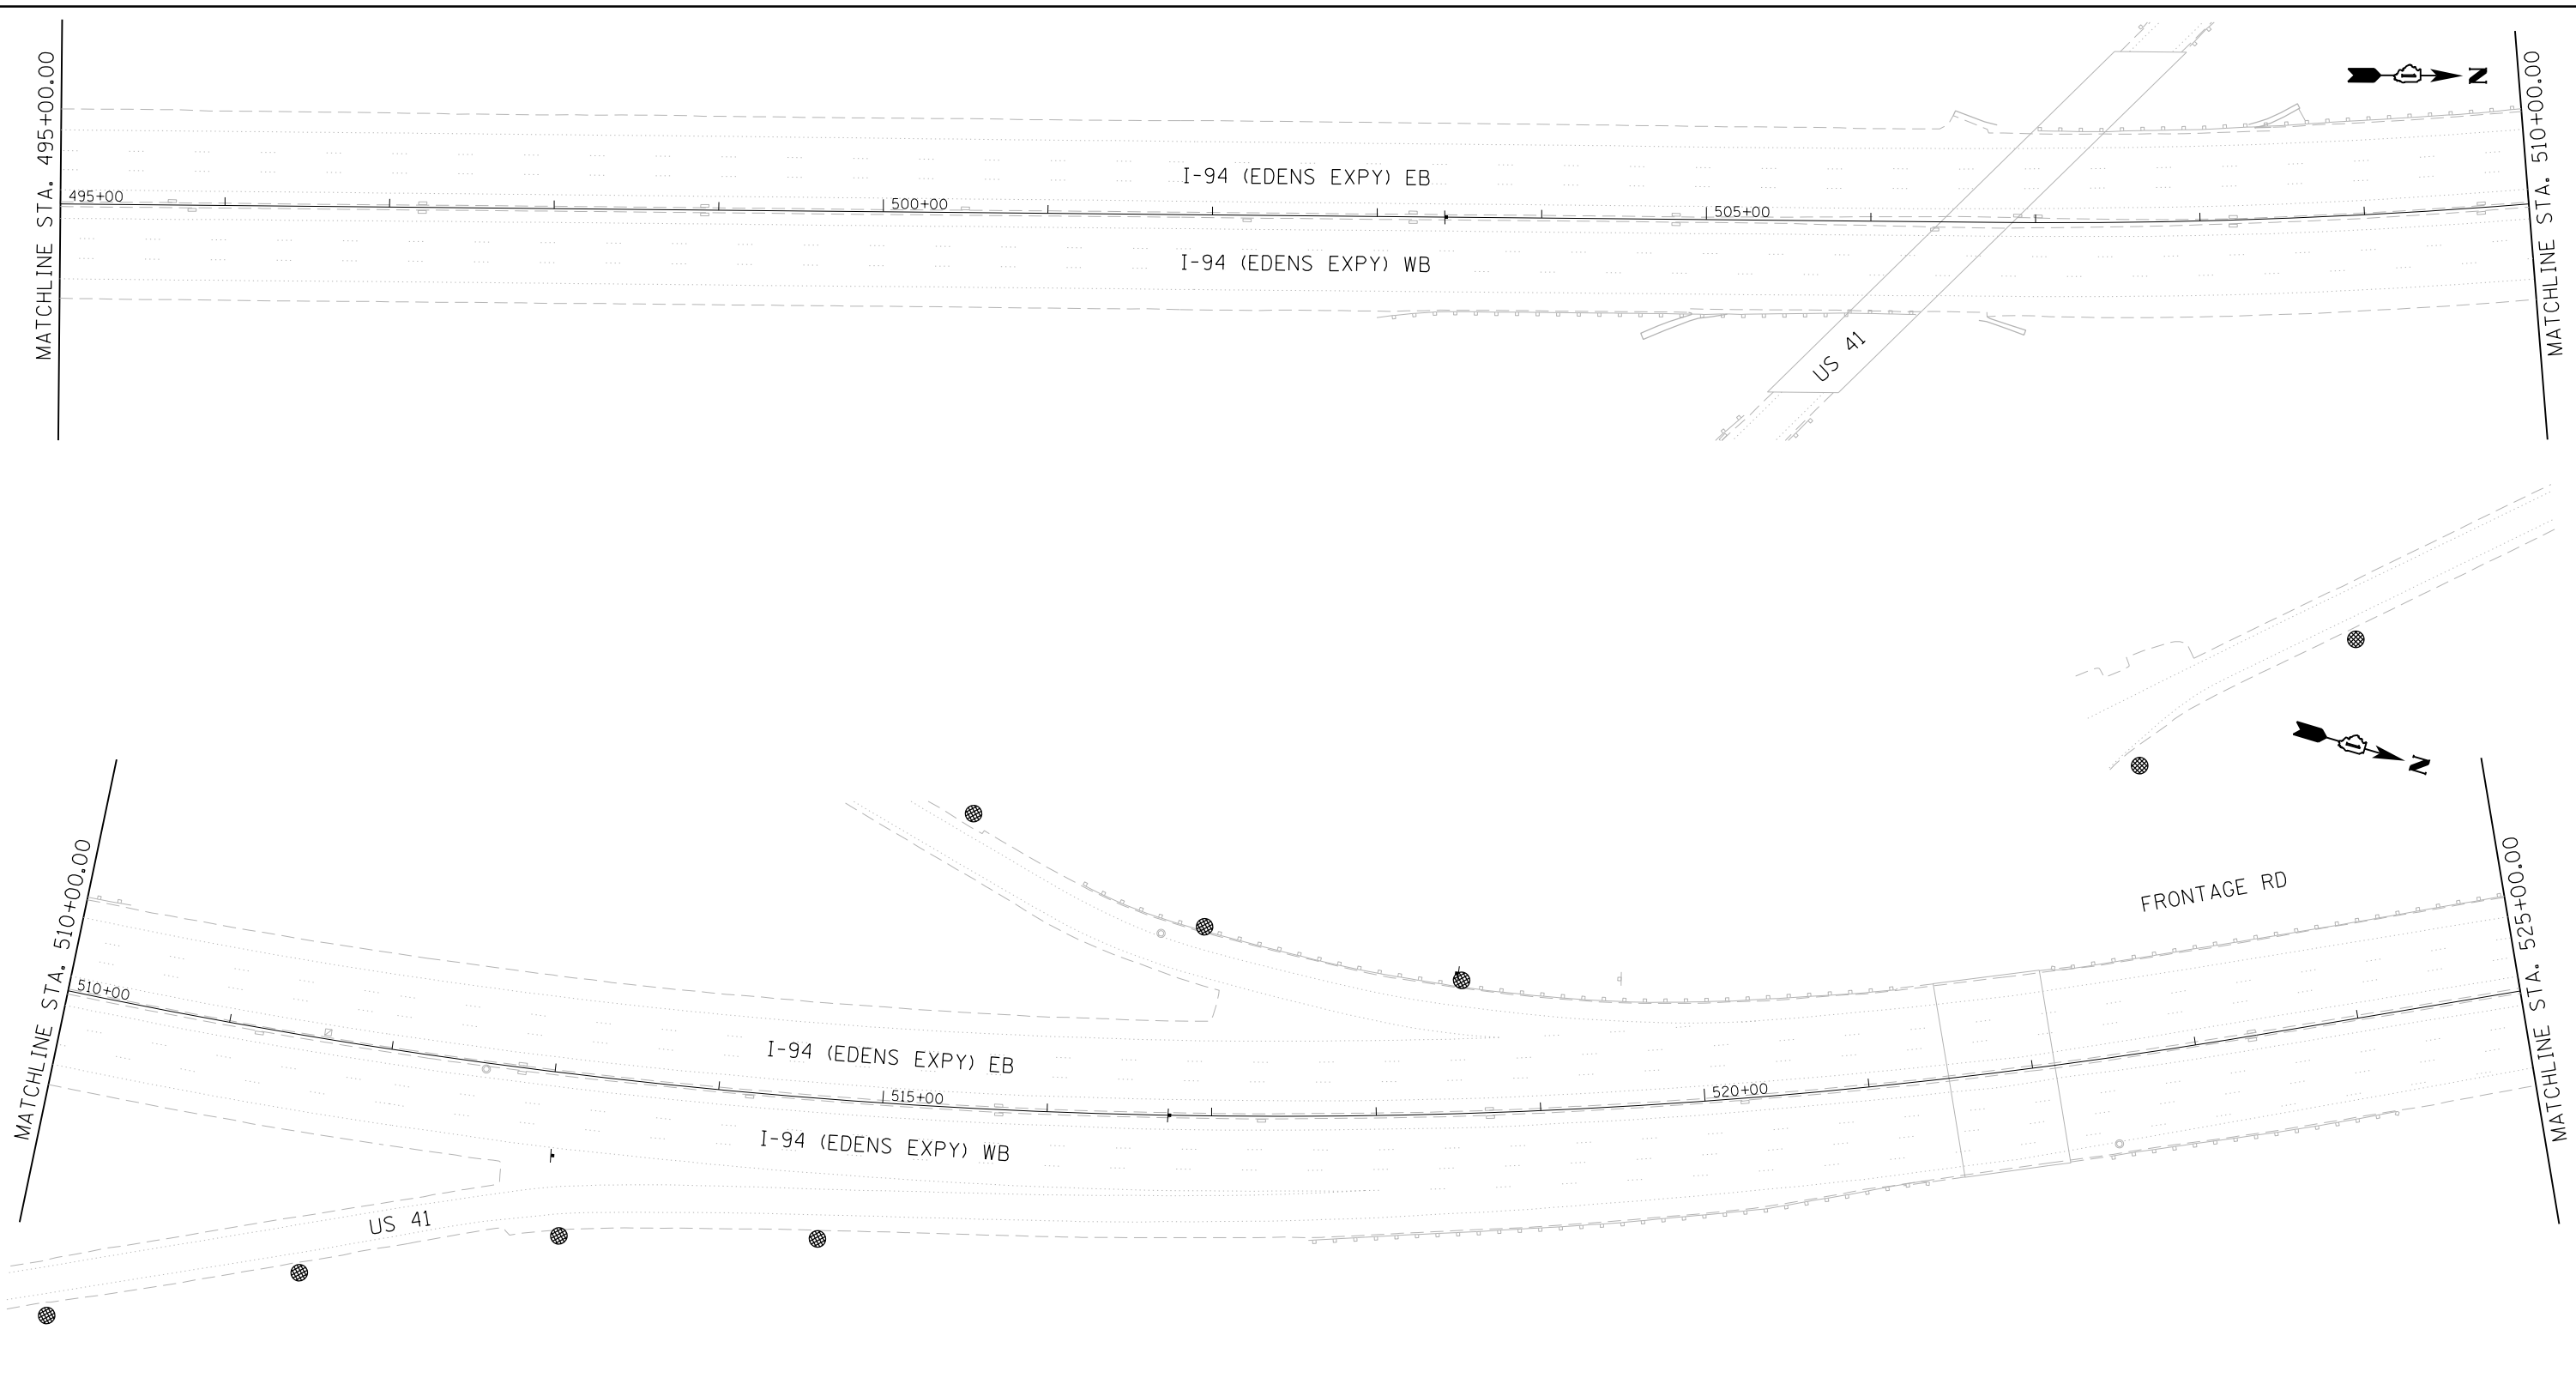 MATCHLINE STA. 495+00.00
495+00
I-94 (EDENS EXPY) EB
500+00
505+00
I-94 (EDENS EXPY) WB
US 41
N
MATCHLINE STA. 510+00.00
N
MATCHLINE STA. 510+00.00
510+00
FRONTAGE RD
I-94 (EDENS EXPY) EB
515+00
520+00
I-94 (EDENS EXPY) WB
US 41
MATCHLINE STA. 525+00.00